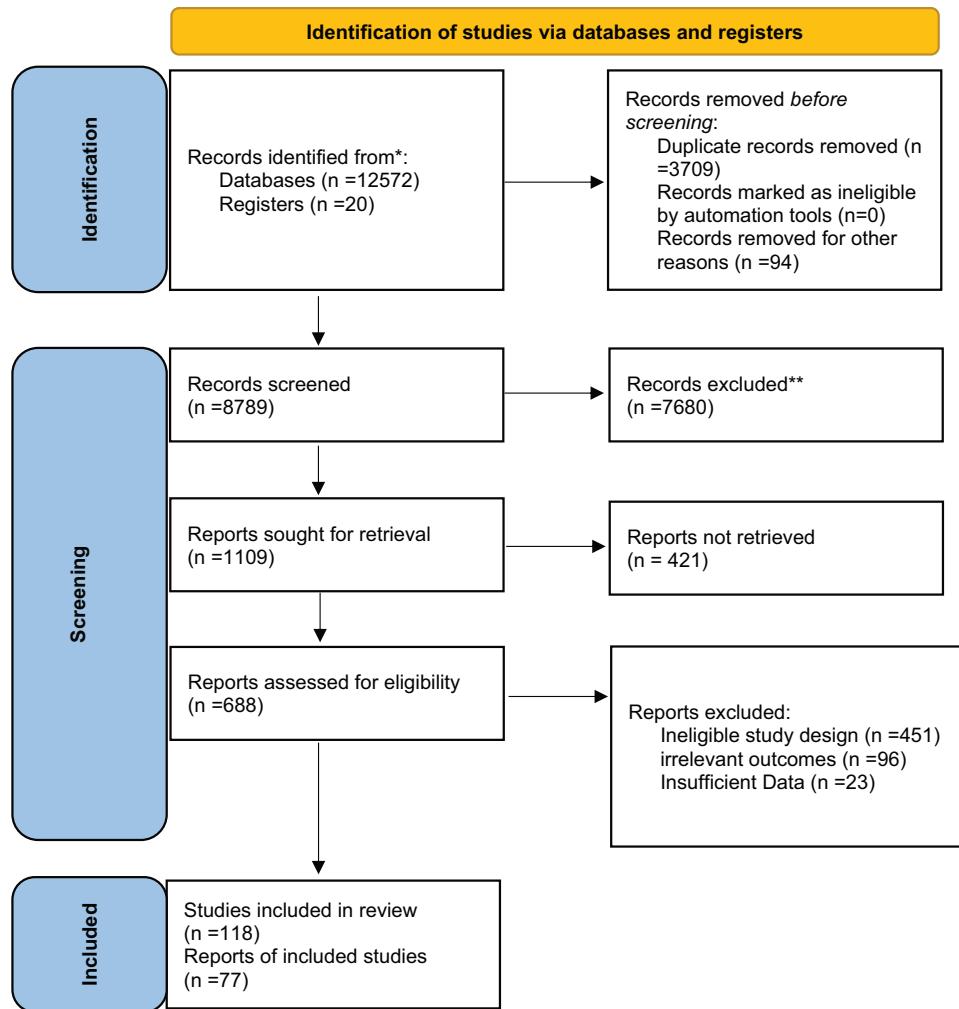 Identification of studies via databases and registers
Identification
Records identified from*:
Databases (n =12572)
Registers (n =20)
Records removed before
screening:
Duplicate records removed (n
=3709)
Records marked as ineligible
by automation tools (n=0)
Records removed for other
reasons (n =94)
Screening
Records screened
(n =8789)
Records excluded**
(n =7680)
Reports sought for retrieval
(n =1109)
Reports not retrieved
(n = 421)
Reports assessed for eligibility
(n =688)
Reports excluded:
Ineligible study design (n =451)
irrelevant outcomes (n =96)
Insufficient Data (n =23)
Included
Studies included in review
(n =118)
Reports of included studies
(n =77)